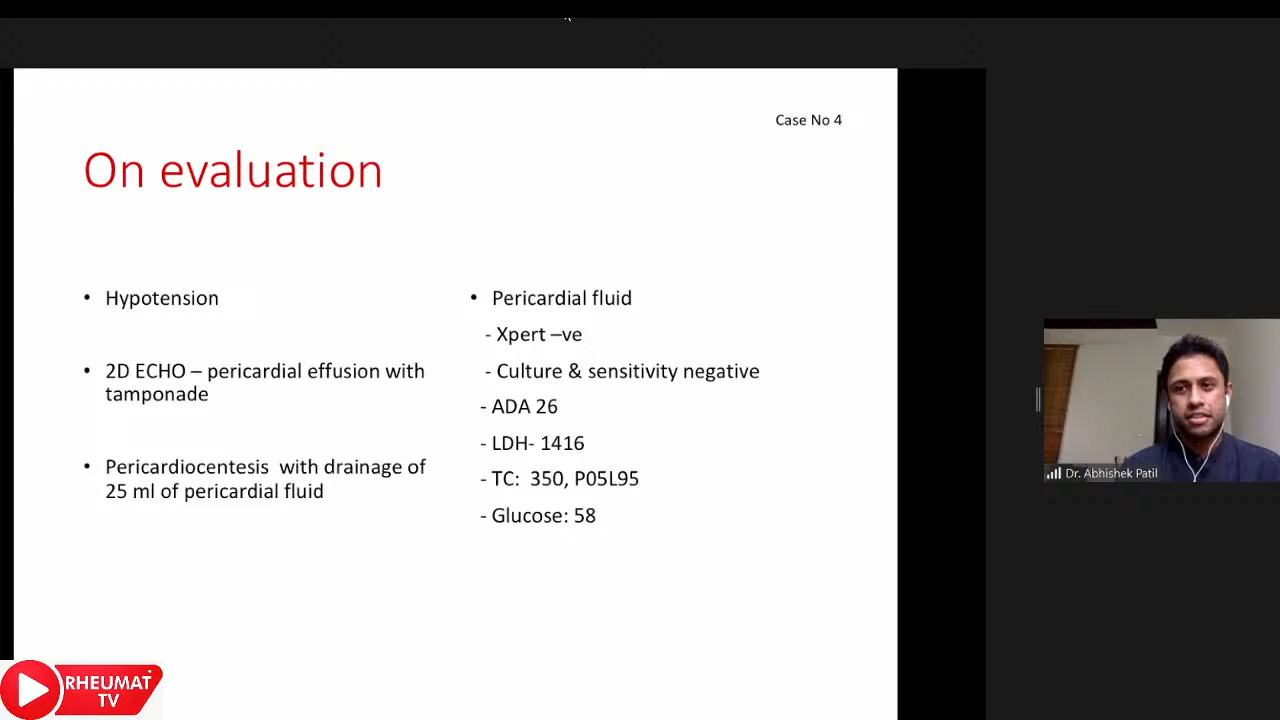 Case No 4
On evaluation
• Hypotension
• 2D ECHO – pericardial effusion with
tamponade
• Pericardiocentesis with drainage of
25 ml of pericardial fluid
• Pericardial fluid
- Xpert –ve
- Culture & sensitivity negative
- ADA 26
- LDH- 1416
- TC: 350, P05L95
- Glucose: 58
Dr. Abhishek Patil
RHEUMAT
TV